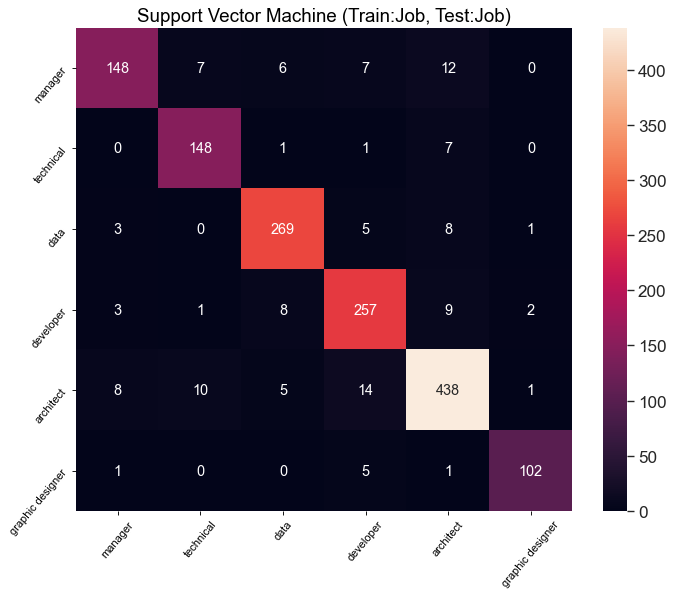 Support Vector Machine (Train:Job, Test:Job)
manager 148 7 6 7 12 0
technical 0 148 1 1 7 0
data 3 0 269 5 8 1
developer 3 1 8 257 9 2
architect 8 10 5 14 438 1
graphic designer 1 0 0 5 1 102
manager technical data developer architect graphic designer
400
350
300
250
200
150
100
50
0